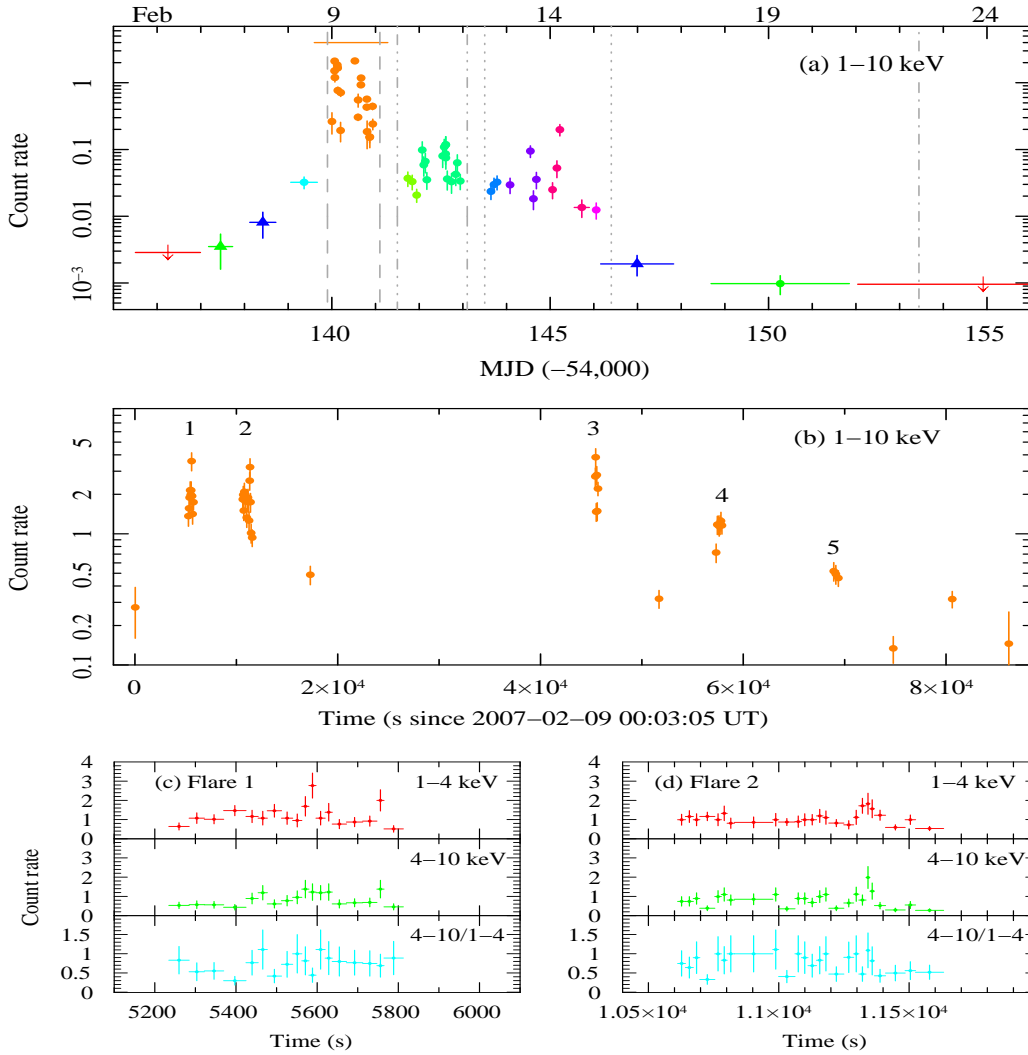 Feb 9 14 19 24
(a) 1−10 keV
Count rate
1
0.1
0.01
10⁻³
140 145 150 155
MJD (−54,000)
(b) 1−10 keV
Count rate
5
2
1
0.5
0.2
0.1
1 2 3 4 5
0 2×10⁴ 4×10⁴ 6×10⁴ 8×10⁴
Time (s since 2007−02−09 00:03:05 UT)
Count rate
(c) Flare 1 1−4 keV
4
3
2
1
0
4−10 keV
3
2
1
0
4−10/1−4
1.5
1
0.5
0
5200 5400 5600 5800 6000
Time (s)
(d) Flare 2 1−4 keV
4
3
2
1
0
4−10 keV
3
2
1
0
4−10/1−4
1.5
1
0.5
0
1.05×10⁴ 1.1×10⁴ 1.15×10⁴
Time (s)